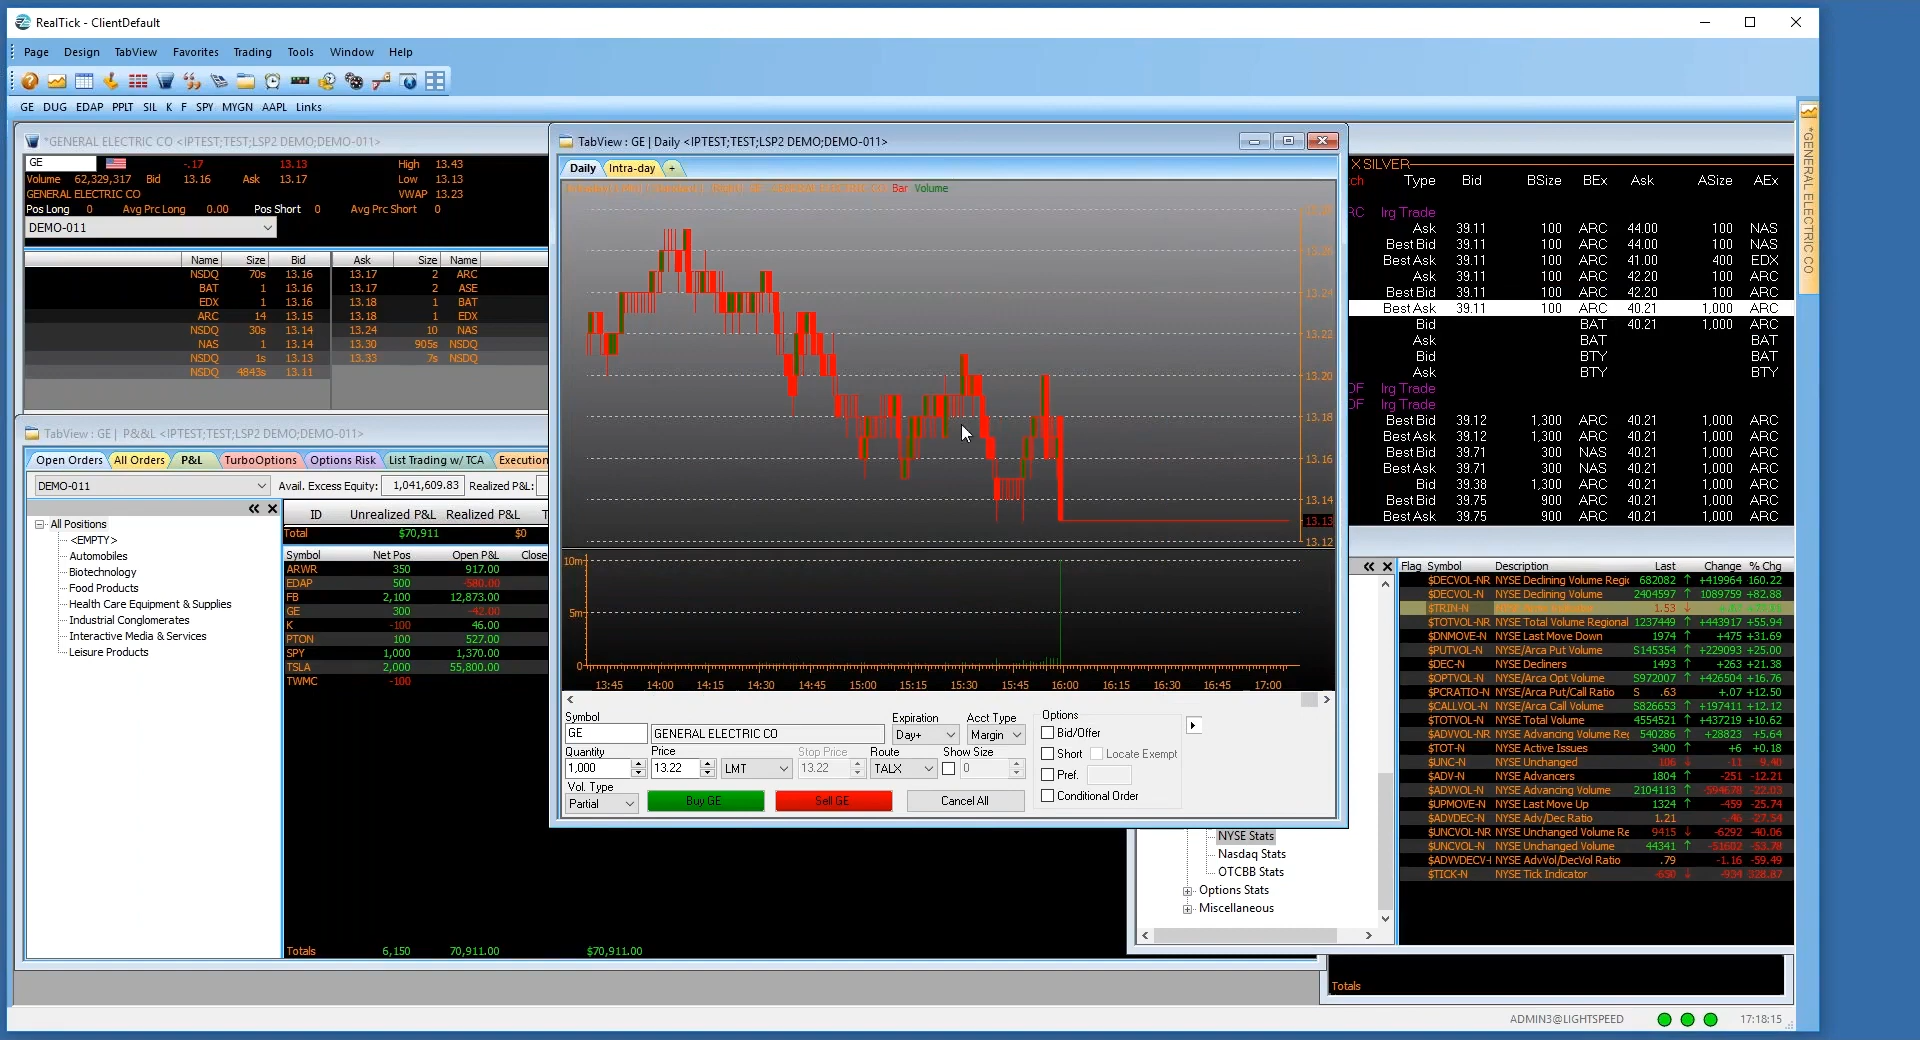 RealTick - ClientDefault
Page Design TabView Favorites Trading Tools Window Help
GE DUG EDAP PPLT SIL K F SPY MYGN AAPL Links
*GENERAL ELECTRIC CO <IPTEST;TEST;LSP2 DEMO;DEMO-011>
GE -.17 13.13 High 13.43
Volume 62,329,317 Bid 13.16 Ask 13.17 Low 13.13
GENERAL ELECTRIC CO VWAP 13.23
Pos Long 0 Avg Prc Long 0.00 Pos Short 0 Avg Prc Short 0
DEMO-011
Name Size Bid Ask Size Name
NSDQ 70s 13.16 13.17 2 ARC
BAT 1 13.16 13.17 2 ASE
EDX 1 13.16 13.18 1 BAT
ARC 14 13.15 13.18 1 EDX
NSDQ 30s 13.14 13.24 10 NAS
NAS 1 13.14 13.30 905s NSDQ
NSDQ 1s 13.13 13.33 7s NSDQ
NSDQ 4843s 13.11
TabView : GE | P&&L <IPTEST;TEST;LSP2 DEMO;DEMO-011>
Open Orders All Orders P&L TurboOptions Options Risk List Trading w/ TCA Execution
DEMO-011 Avail. Excess Equity: 1,041,609.83 Realized P&L:
All Positions
<EMPTY>
Automobiles
Biotechnology
Food Products
Health Care Equipment & Supplies
Industrial Conglomerates
Interactive Media & Services
Leisure Products
ID Unrealized P&L Realized P&L T
Total $70,911 $0
Symbol Net Pos Open P&L Close
ARWR 350 917.00
EDAP 500 -580.00
FB 2,100 12,873.00
GE 300 -42.00
K -100 46.00
PTON 100 527.00
SPY 1,000 1,370.00
TSLA 2,000 55,800.00
TWMC -100
Totals 6,150 70,911.00 $70,911.00
TabView : GE | Daily <IPTEST;TEST;LSP2 DEMO;DEMO-011>
Daily Intra-day +
Bar Volume
13.24
13.22
13.20
13.18
13.16
13.14
13.13
13.12
10m
5m
0
13:45 14:00 14:15 14:30 14:45 15:00 15:15 15:30 15:45 16:00 16:15 16:30 16:45 17:00
Symbol Expiration Acct Type Options
GE GENERAL ELECTRIC CO Day+ Margin Bid/Offer
Quantity Price Stop Price Route Show Size Short Locate Exempt
1,000 13.22 LMT 13.22 TALX 0 Pref.
Vol. Type
Partial Buy GE Sell GE Cancel All Conditional Order
X SILVER
ch Type Bid BSize BEx Ask ASize AEx
RC Irg Trade
Ask 39.11 100 ARC 44.00 100 NAS
Best Bid 39.11 100 ARC 44.00 100 NAS
Best Ask 39.11 100 ARC 41.00 400 EDX
Ask 39.11 100 ARC 42.20 100 ARC
Best Bid 39.11 100 ARC 42.20 100 ARC
Best Ask 39.11 100 ARC 40.21 1,000 ARC
Bid BAT 40.21 1,000 ARC
Ask BAT BAT
Bid BTY BAT
Ask BTY BTY
DF Irg Trade
DF Irg Trade
Best Bid 39.12 1,300 ARC 40.21 1,000 ARC
Best Ask 39.12 1,300 ARC 40.21 1,000 ARC
Best Bid 39.71 300 NAS 40.21 1,000 ARC
Best Ask 39.71 300 NAS 40.21 1,000 ARC
Best Bid 39.38 1,300 ARC 40.21 1,000 ARC
Best Bid 39.75 900 ARC 40.21 1,000 ARC
Best Ask 39.75 900 ARC 40.21 1,000 ARC
*GENERAL ELECTRIC CO
Flag Symbol Description Last Change % Chg
$DECVOL-NR NYSE Declining Volume Regi 682082 +419964 160.22
$DECVOL-N NYSE Declining Volume 2404597 1089759 +82.88
$TRIN-N 1.53
$TOTVOL-NR NYSE Total Volume Regional 1237449 +443917 +55.94
$DNMOVE-N NYSE Last Move Down 1974 +475 +31.69
$PUTVOL-N NYSE/Arca Put Volume S145354 +229093 +25.00
$DEC-N NYSE Decliners 1493 +263 +21.38
$OPTVOL-N NYSE/Arca Opt Volume S972007 +426504 +16.76
$PCRATIO-N NYSE/Arca Put/Call Ratio S .63 +.07 +12.50
$CALLVOL-N NYSE/Arca Call Volume S826653 +197411 +12.12
$TOTVOL-N NYSE Total Volume 4554521 +437219 +10.62
$ADVVOL-NR NYSE Advancing Volume Reg 540286 +28823 +5.64
$TOT-N NYSE Active Issues 3400 +6 +0.18
$UNC-N NYSE Unchanged 106 -11 -9.40
$ADV-N NYSE Advancers 1804 -251 -12.21
$ADVVOL-N NYSE Advancing Volume 2104113 -594678 -22.03
$UPMOVE-N NYSE Last Move Up 1324 -459 -25.74
$ADVDEC-N NYSE Adv/Dec Ratio 1.21 -.46 -27.54
$UNCVOL-NR NYSE Unchanged Volume Re 9415 -6292 -40.06
$UNCVOL-N NYSE Unchanged Volume 44341 -51602 -53.78
$ADVVDECV-I NYSE AdvVol/DecVol Ratio .79 -1.16 -59.49
$TICK-N NYSE Tick Indicator -650 -934 328.87
NYSE Stats
Nasdaq Stats
OTCBB Stats
Options Stats
Miscellaneous
Totals
ADMIN3@LIGHTSPEED 17:18:15